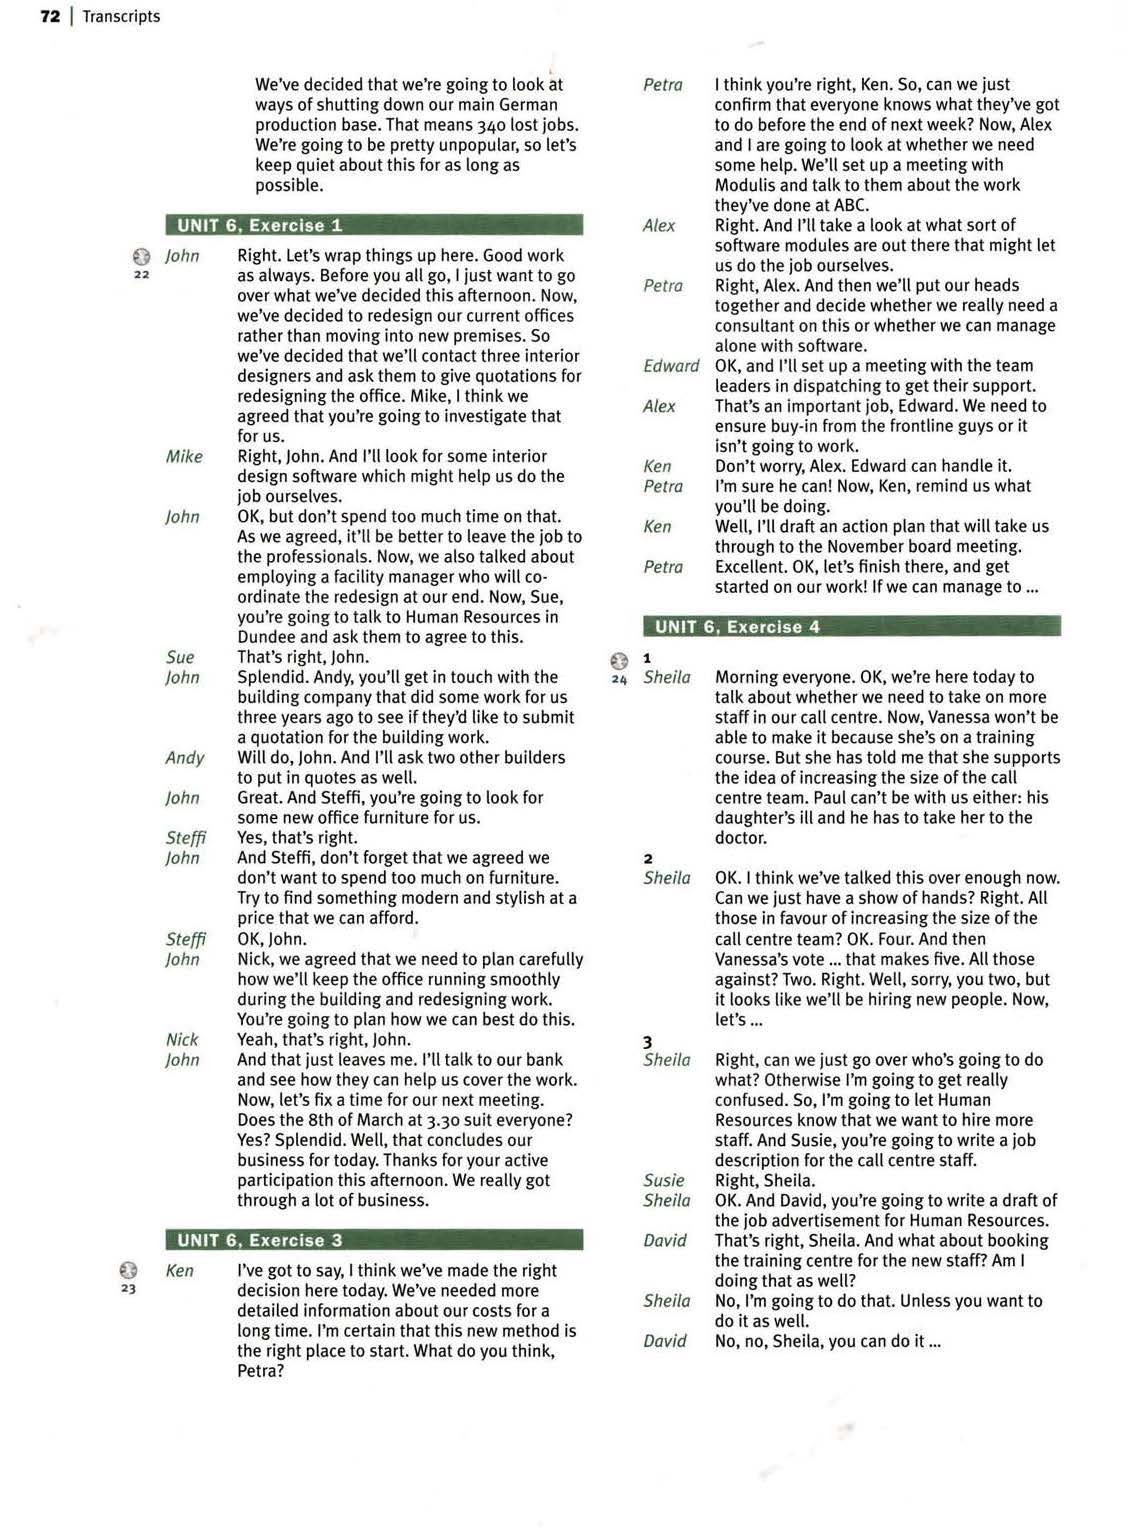 72 | Transcripts
We've decided that we're going to look at
ways of shutting down our main German
production base. That means 340 lost jobs.
We're going to be pretty unpopular, so let's
keep quiet about this for as long as
possible.
UNIT 6, Exercise 1
22
John Right. Let's wrap things up here. Good work
as always. Before you all go, I just want to go
over what we've decided this afternoon. Now,
we've decided to redesign our current offices
rather than moving into new premises. So
we've decided that we'll contact three interior
designers and ask them to give quotations for
redesigning the office. Mike, I think we
agreed that you're going to investigate that
for us.
Mike Right, John. And I'll look for some interior
design software which might help us do the
job ourselves.
John OK, but don't spend too much time on that.
As we agreed, it'll be better to leave the job to
the professionals. Now, we also talked about
employing a facility manager who will co-
ordinate the redesign at our end. Now, Sue,
you're going to talk to Human Resources in
Dundee and ask them to agree to this.
Sue That's right, John.
John Splendid. Andy, you'll get in touch with the
building company that did some work for us
three years ago to see if they'd like to submit
a quotation for the building work.
Andy Will do, John. And I'll ask two other builders
to put in quotes as well.
John Great. And Steffi, you're going to look for
some new office furniture for us.
Steffi Yes, that's right.
John And Steffi, don't forget that we agreed we
don't want to spend too much on furniture.
Try to find something modern and stylish at a
price that we can afford.
Steffi OK, John.
John Nick, we agreed that we need to plan carefully
how we'll keep the office running smoothly
during the building and redesigning work.
You're going to plan how we can best do this.
Nick Yeah, that's right, John.
John And that just leaves me. I'll talk to our bank
and see how they can help us cover the work.
Now, let's fix a time for our next meeting.
Does the 8th of March at 3.30 suit everyone?
Yes? Splendid. Well, that concludes our
business for today. Thanks for your active
participation this afternoon. We really got
through a lot of business.
UNIT 6, Exercise 3
23
Ken I've got to say, I think we've made the right
decision here today. We've needed more
detailed information about our costs for a
long time. I'm certain that this new method is
the right place to start. What do you think,
Petra?
Petra I think you're right, Ken. So, can we just
confirm that everyone knows what they've got
to do before the end of next week? Now, Alex
and I are going to look at whether we need
some help. We'll set up a meeting with
Modulis and talk to them about the work
they've done at ABC.
Alex Right. And I'll take a look at what sort of
software modules are out there that might let
us do the job ourselves.
Petra Right, Alex. And then we'll put our heads
together and decide whether we really need a
consultant on this or whether we can manage
alone with software.
Edward OK, and I'll set up a meeting with the team
leaders in dispatching to get their support.
Alex That's an important job, Edward. We need to
ensure buy-in from the frontline guys or it
isn't going to work.
Ken Don't worry, Alex. Edward can handle it.
Petra I'm sure he can! Now, Ken, remind us what
you'll be doing.
Ken Well, I'll draft an action plan that will take us
through to the November board meeting.
Petra Excellent. OK, let's finish there, and get
started on our work! If we can manage to ...
UNIT 6, Exercise 4
1
24
Sheila Morning everyone. OK, we're here today to
talk about whether we need to take on more
staff in our call centre. Now, Vanessa won't be
able to make it because she's on a training
course. But she has told me that she supports
the idea of increasing the size of the call
centre team. Paul can't be with us either: his
daughter's ill and he has to take her to the
doctor.
2
Sheila OK. I think we've talked this over enough now.
Can we just have a show of hands? Right. All
those in favour of increasing the size of the
call centre team? OK. Four. And then
Vanessa's vote ... that makes five. All those
against? Two. Right. Well, sorry, you two, but
it looks like we'll be hiring new people. Now,
let's ...
3
Sheila Right, can we just go over who's going to do
what? Otherwise I'm going to get really
confused. So, I'm going to let Human
Resources know that we want to hire more
staff. And Susie, you're going to write a job
description for the call centre staff.
Susie Right, Sheila.
Sheila OK. And David, you're going to write a draft of
the job advertisement for Human Resources.
David That's right, Sheila. And what about booking
the training centre for the new staff? Am I
doing that as well?
Sheila No, I'm going to do that. Unless you want to
do it as well.
David No, no, Sheila, you can do it ...